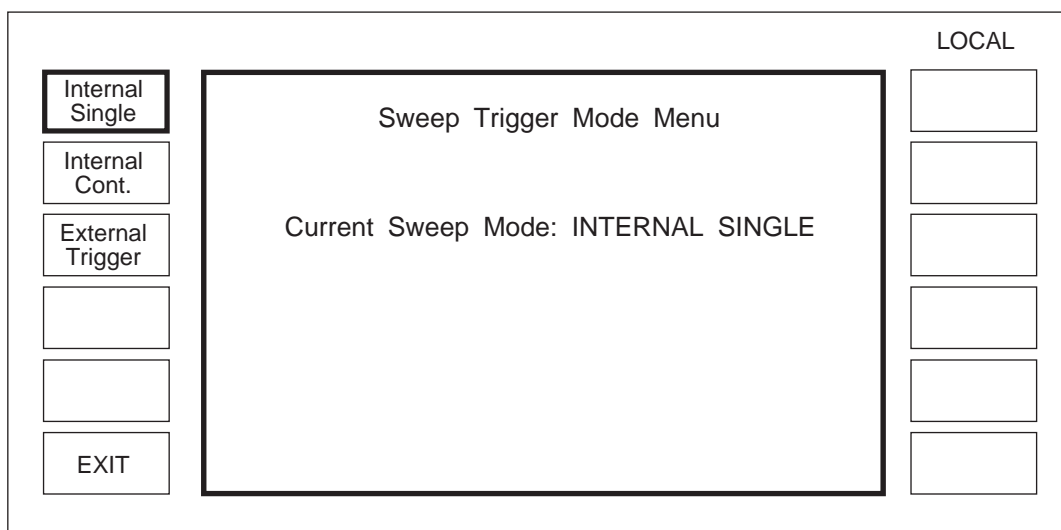 LOCAL
Internal
Single
Internal
Cont.
External
Trigger
EXIT
Sweep Trigger Mode Menu
Current Sweep Mode: INTERNAL SINGLE